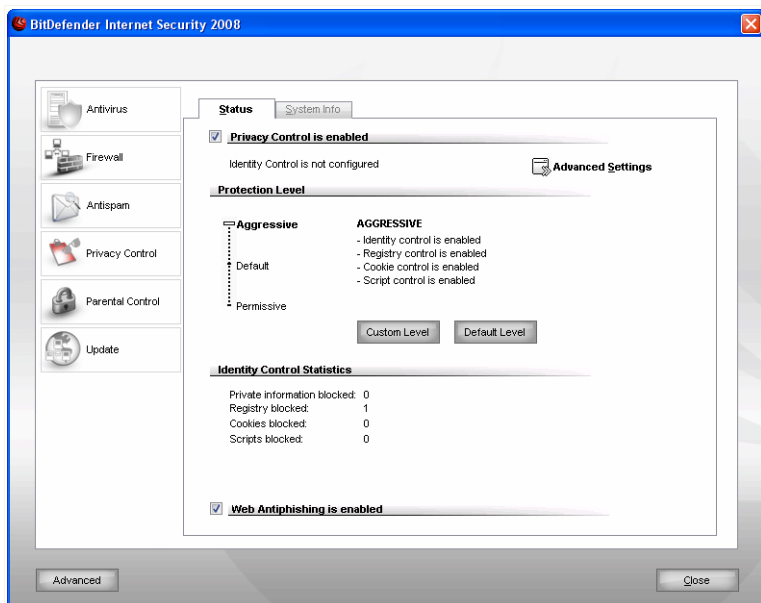 BitDefender Internet Security 2008
Antivirus
Firewall
Antispam
Privacy Control
Parental Control
Update
Status
System Info
Privacy Control is enabled
Identity Control is not configured
Advanced Settings
Protection Level
Aggressive
Default
Permissive
AGGRESSIVE
- Identity control is enabled
- Registry control is enabled
- Cookie control is enabled
- Script control is enabled
Custom Level
Default Level
Identity Control Statistics
Private information blocked: 0
Registry blocked: 1
Cookies blocked: 0
Scripts blocked: 0
Web Antiphishing is enabled
Advanced
Close